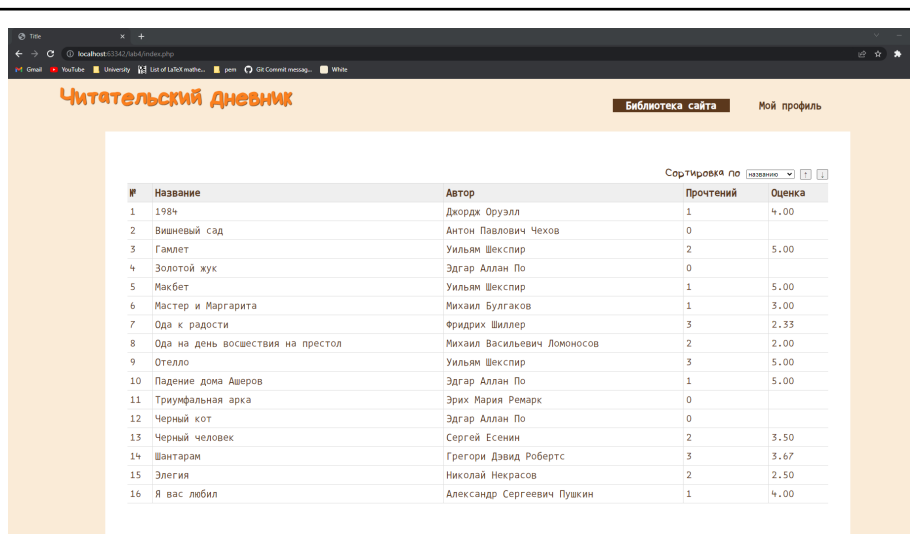 Title
localhost:63342/lab4/index.php
Gmail YouTube University List of LaTeX mathe... pem Git Commit messag... White
Читательский Дневник
Библиотека сайта Мой профиль
Сортировка по названию ↑ ↓
№ Название Автор Прочтений Оценка
1 1984 Джордж Оруэлл 1 4.00
2 Вишневый сад Антон Павлович Чехов 0
3 Гамлет Уильям Шекспир 2 5.00
4 Золотой жук Эдгар Аллан По 0
5 Макбет Уильям Шекспир 1 5.00
6 Мастер и Маргарита Михаил Булгаков 1 3.00
7 Ода к радости Фридрих Шиллер 3 2.33
8 Ода на день восшествия на престол Михаил Васильевич Ломоносов 2 2.00
9 Отелло Уильям Шекспир 3 5.00
10 Падение дома Ашеров Эдгар Аллан По 1 5.00
11 Триумфальная арка Эрих Мария Ремарк 0
12 Черный кот Эдгар Аллан По 0
13 Черный человек Сергей Есенин 2 3.50
14 Шантарам Грегори Дэвид Робертс 3 3.67
15 Элегия Николай Некрасов 2 2.50
16 Я вас любил Александр Сергеевич Пушкин 1 4.00